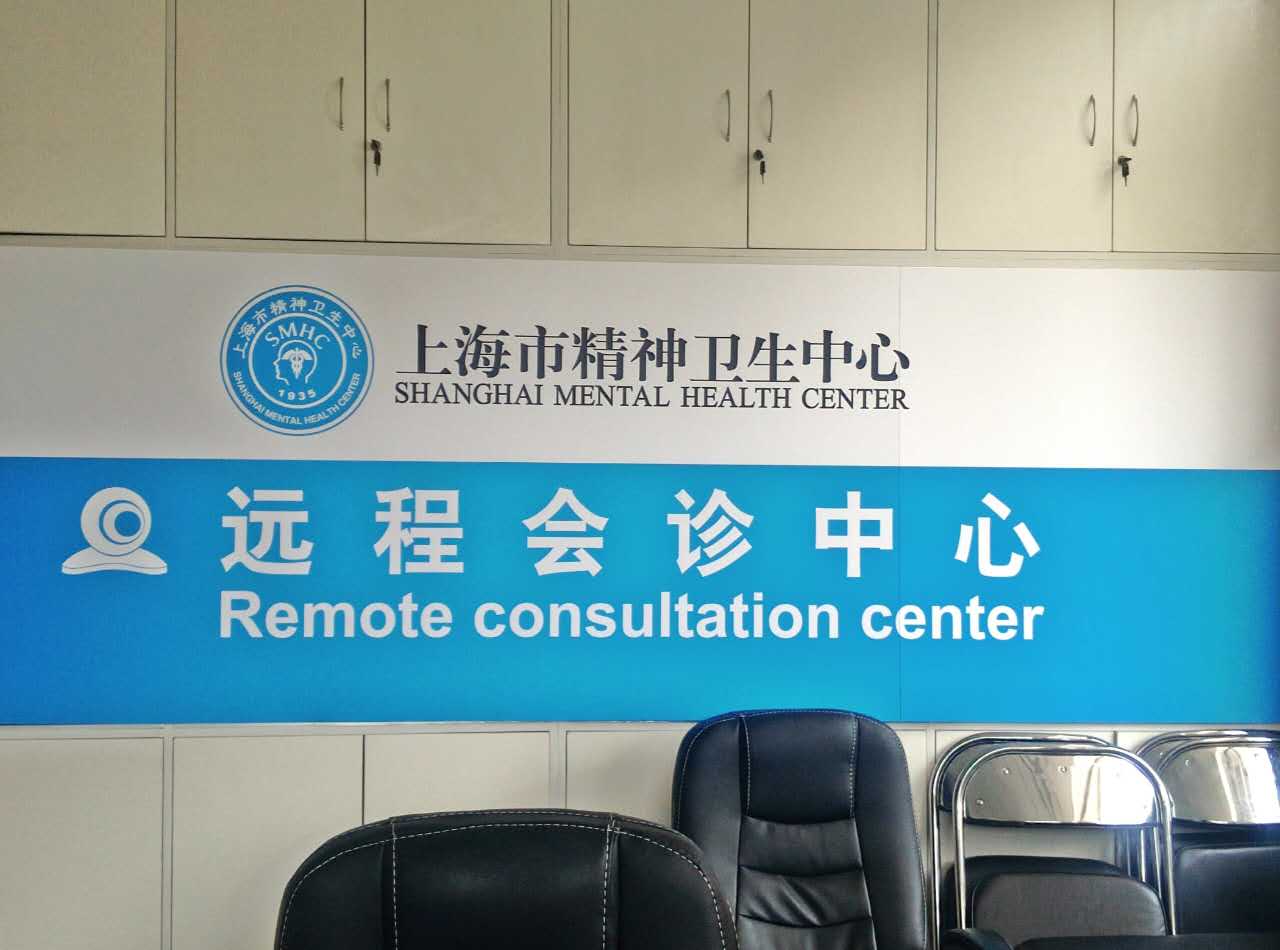 上海市精神卫生中心
SMHC
1935
SHANGHAI MENTAL HEALTH CENTER
上海市精神卫生中心
SHANGHAI MENTAL HEALTH CENTER
远程会诊中心
Remote consultation center